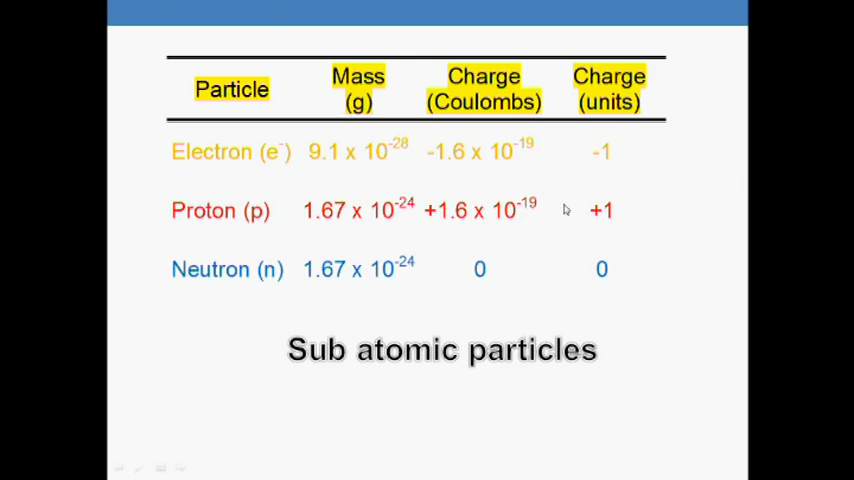 Particle Mass (g) Charge (Coulombs) Charge (units)
Electron (e⁻) 9.1 x 10⁻²⁸ -1.6 x 10⁻¹⁹ -1
Proton (p) 1.67 x 10⁻²⁴ +1.6 x 10⁻¹⁹ +1
Neutron (n) 1.67 x 10⁻²⁴ 0 0
Sub atomic particles